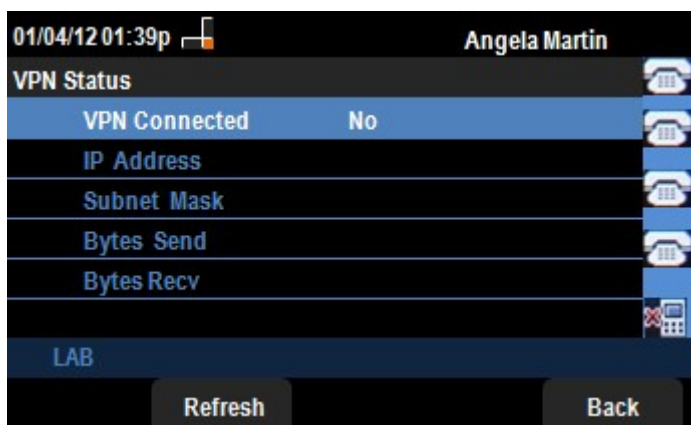 01/04/12 01:39p Angela Martin
VPN Status
VPN Connected No
IP Address
Subnet Mask
Bytes Send
Bytes Recv
LAB
Refresh Back